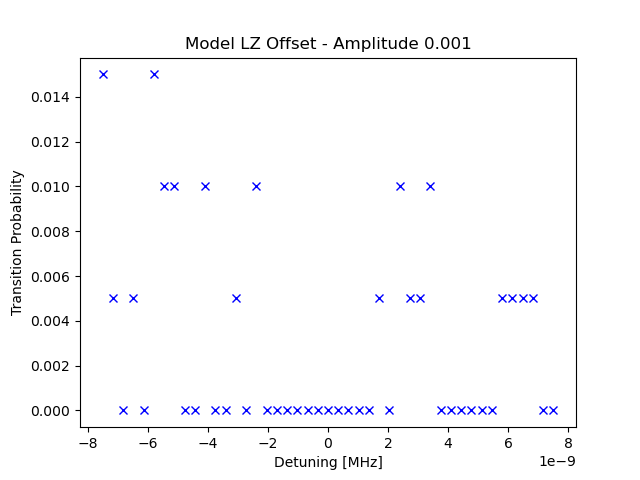 Model LZ Offset - Amplitude 0.001
Transition Probability
0.014
0.012
0.010
0.008
0.006
0.004
0.002
0.000
−8 −6 −4 −2 0 2 4 6 8
Detuning [MHz]
1e−9